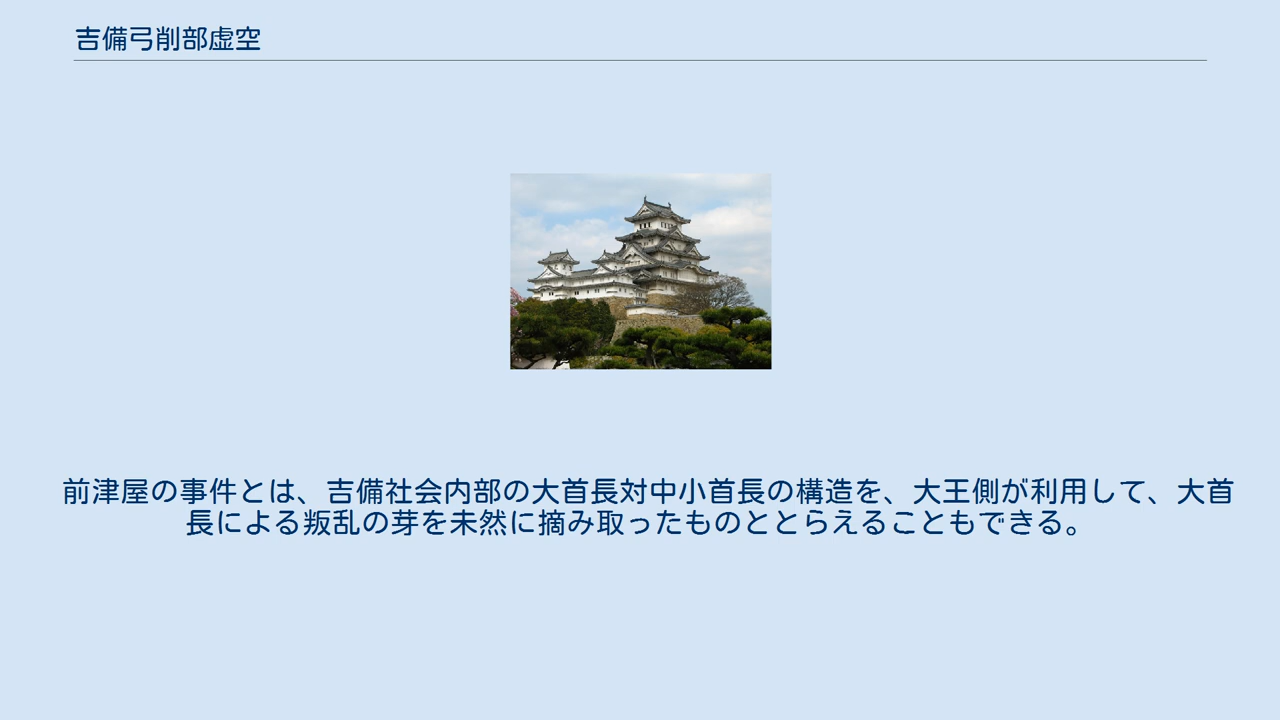 吉備弓削部虚空
前津屋の事件とは、吉備社会内部の大首長対中小首長の構造を、大王側が利用して、大首
長による叛乱の芽を未然に摘み取ったものととらえることもできる。